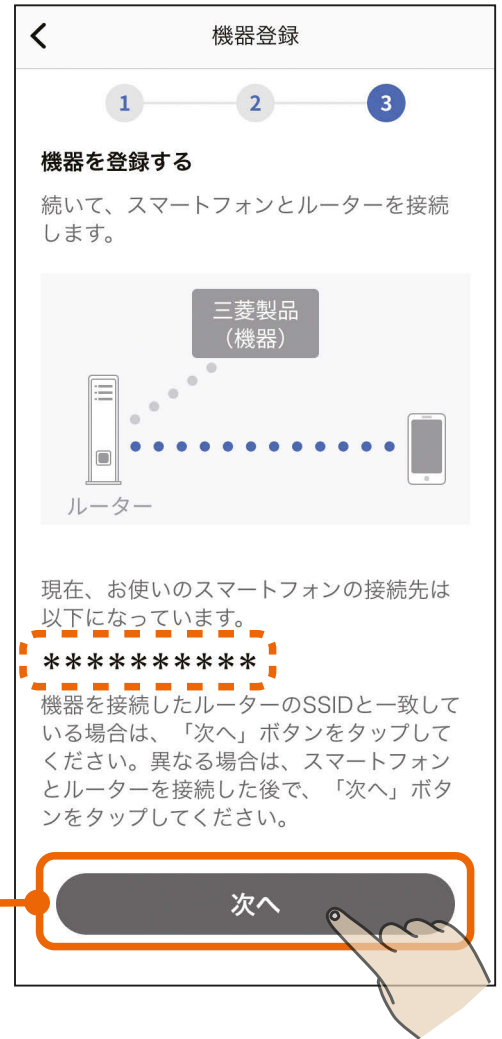 機器登録
1 2 3
機器を登録する
続いて、スマートフォンとルーターを接続
します。
三菱製品
（機器）
ルーター
現在、お使いのスマートフォンの接続先は
以下になっています。
**********
機器を接続したルーターのSSIDと一致して
いる場合は、「次へ」ボタンをタップして
ください。異なる場合は、スマートフォン
とルーターを接続した後で、「次へ」ボタ
ンをタップしてください。
次へ